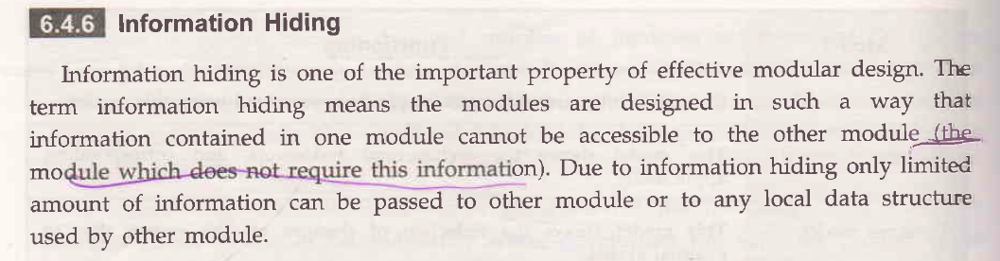 6.4.6 Information Hiding
Information hiding is one of the important property of effective modular design. The
term information hiding means the modules are designed in such a way that
information contained in one module cannot be accessible to the other module (the
module which does not require this information). Due to information hiding only limited
amount of information can be passed to other module or to any local data structure
used by other module.